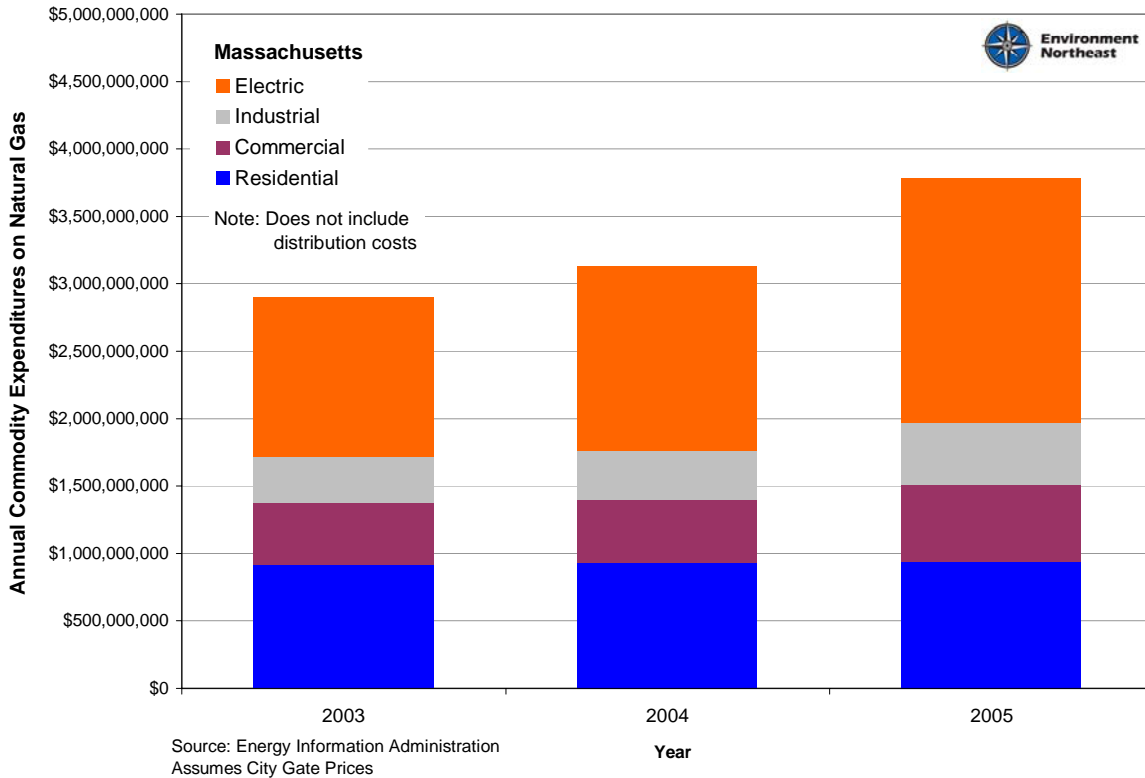 $5,000,000,000
$4,500,000,000
$4,000,000,000
$3,500,000,000
$3,000,000,000
$2,500,000,000
$2,000,000,000
$1,500,000,000
$1,000,000,000
$500,000,000
$0
Annual Commodity Expenditures on Natural Gas
Massachusetts
Electric
Industrial
Commercial
Residential
Note: Does not include
distribution costs
Environment
Northeast
2003
2004
2005
Year
Source: Energy Information Administration
Assumes City Gate Prices